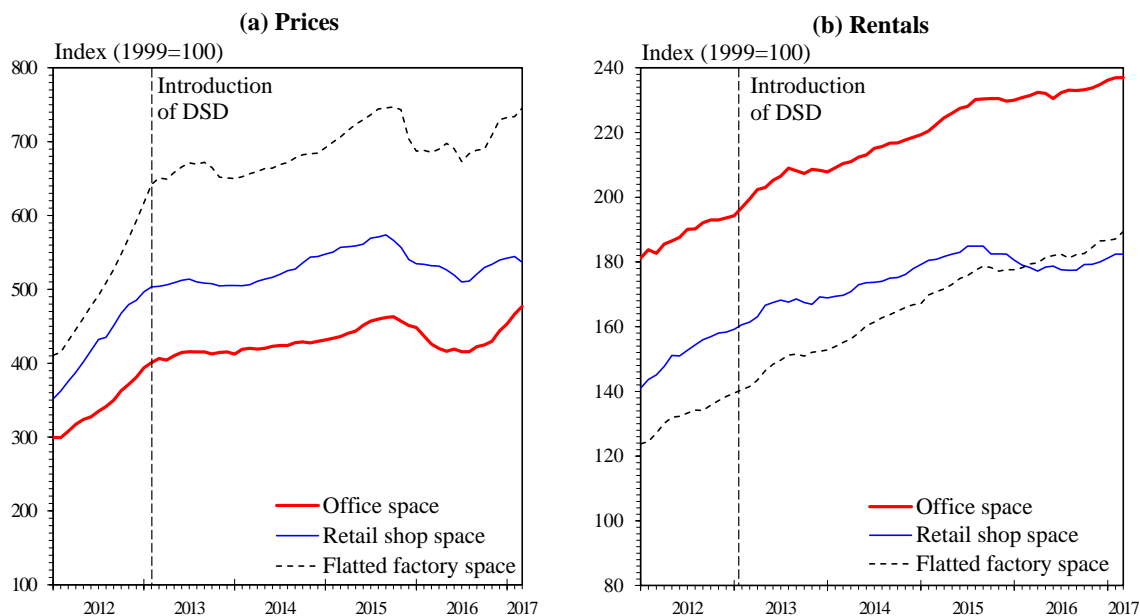 (a) Prices
Index (1999=100)
800
700
600
500
400
300
200
100
Introduction
of DSD
Office space
Retail shop space
Flatted factory space
2012 2013 2014 2015 2016 2017
(b) Rentals
Index (1999=100)
240
220
200
180
160
140
120
100
80
Introduction
of DSD
Office space
Retail shop space
Flatted factory space
2012 2013 2014 2015 2016 2017